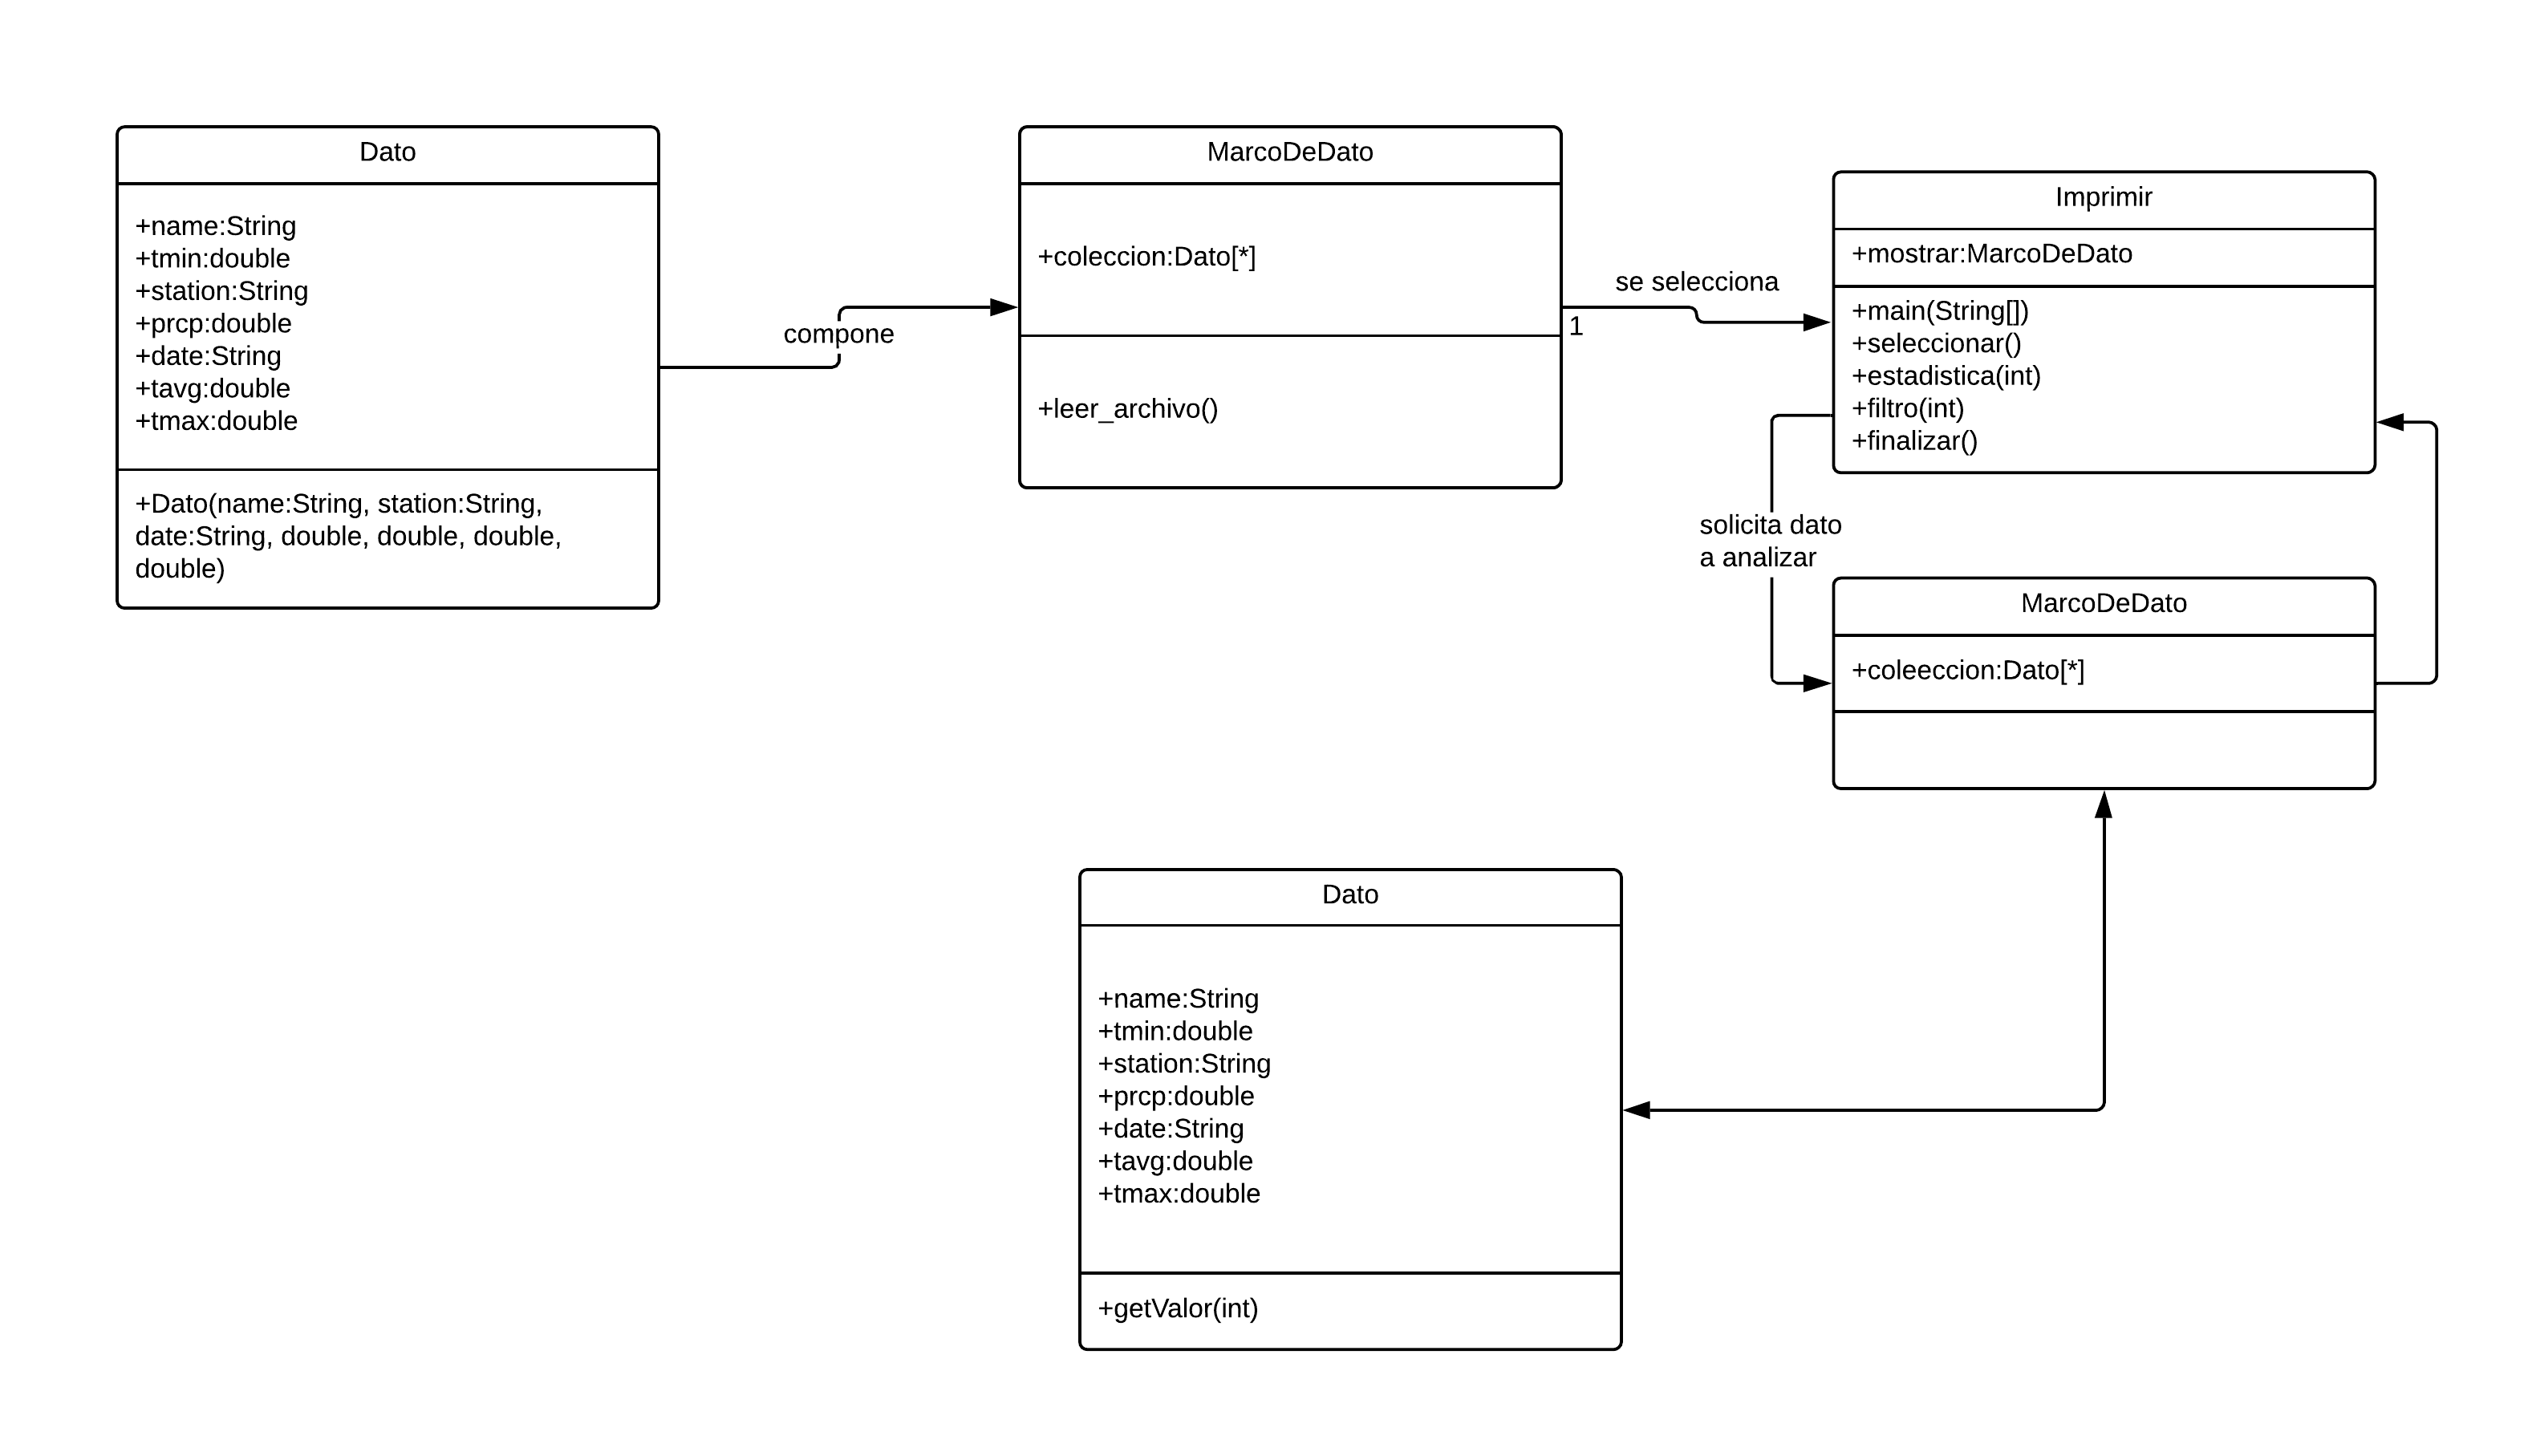 Dato
+name:String
+tmin:double
+station:String
+prcp:double
+date:String
+tavg:double
+tmax:double
+Dato(name:String, station:String,
date:String, double, double, double,
double)
compone
MarcoDeDato
+coleccion:Dato[*]
+leer_archivo()
se selecciona
1
Imprimir
+mostrar:MarcoDeDato
+main(String[])
+seleccionar()
+estadistica(int)
+filtro(int)
+finalizar()
solicita dato
a analizar
MarcoDeDato
+coleeccion:Dato[*]
Dato
+name:String
+tmin:double
+station:String
+prcp:double
+date:String
+tavg:double
+tmax:double
+getValor(int)